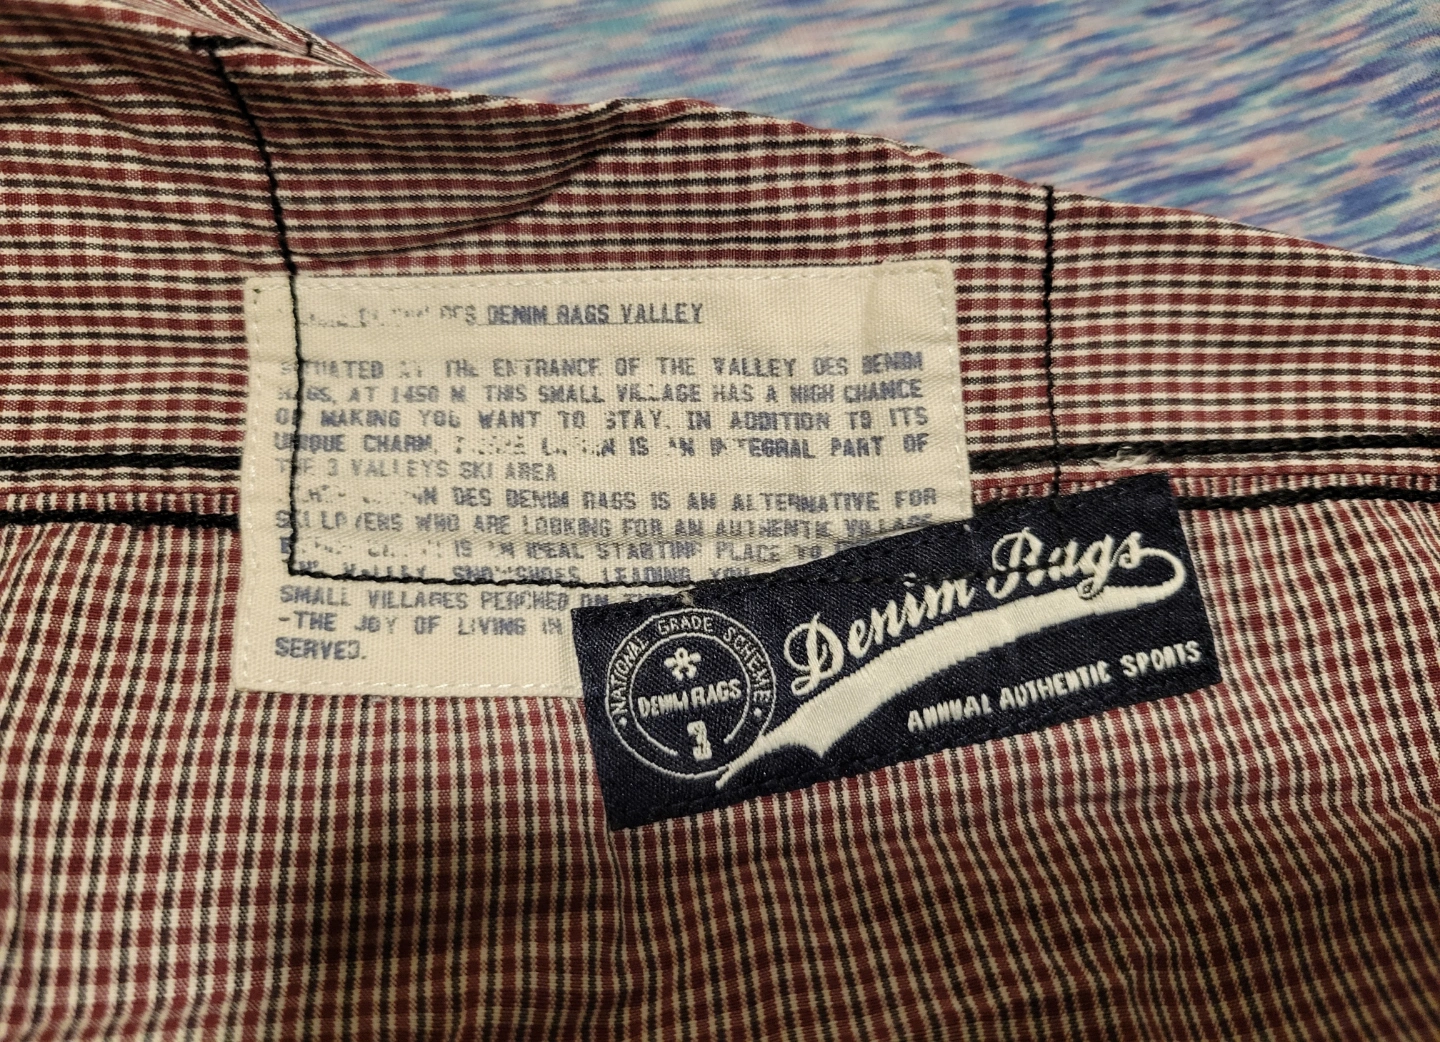 DES DENIM RAGS VALLEY
SITUATED AT THE ENTRANCE OF THE VALLEY DES DENIM
RAGS, AT 1450 M THIS SMALL VILLAGE HAS A HIGH CHANCE
OF MAKING YOU WANT TO STAY. IN ADDITION TO ITS
UNIQUE CHARM, IS AN INTEGRAL PART OF
THE 3 VALLEYS SKI AREA
DES DENIM RAGS IS AN ALTERNATIVE FOR
SKI LOVERS WHO ARE LOOKING FOR AN AUTHENTIC VILLAGE
IS AN IDEAL STARTING PLACE TO
VALLEY SNOWSHOES, LEADING YOU
SMALL VILLAGES PERCHED ON THE
-THE JOY OF LIVING IN
SERVED.
NATIONAL GRADE SCHEME
DENIM RAGS
3
Denim Rags
ANNUAL AUTHENTIC SPORTS